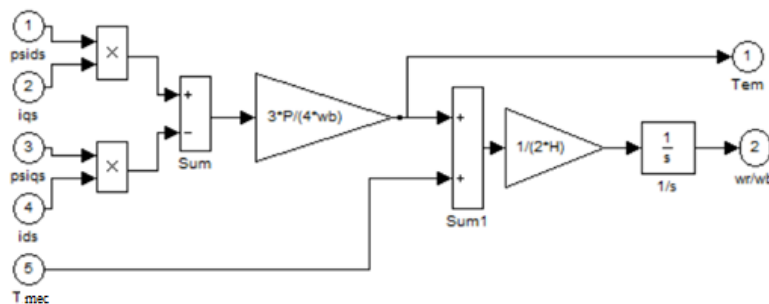 1
psids
×
2
iqs
3
psiqs
×
4
ids
5
T mec
+
−
Sum
3*P/(4*wb)
+
+
Sum1
1/(2*H)
1
s
1/s
1
Tem
2
wr/wb